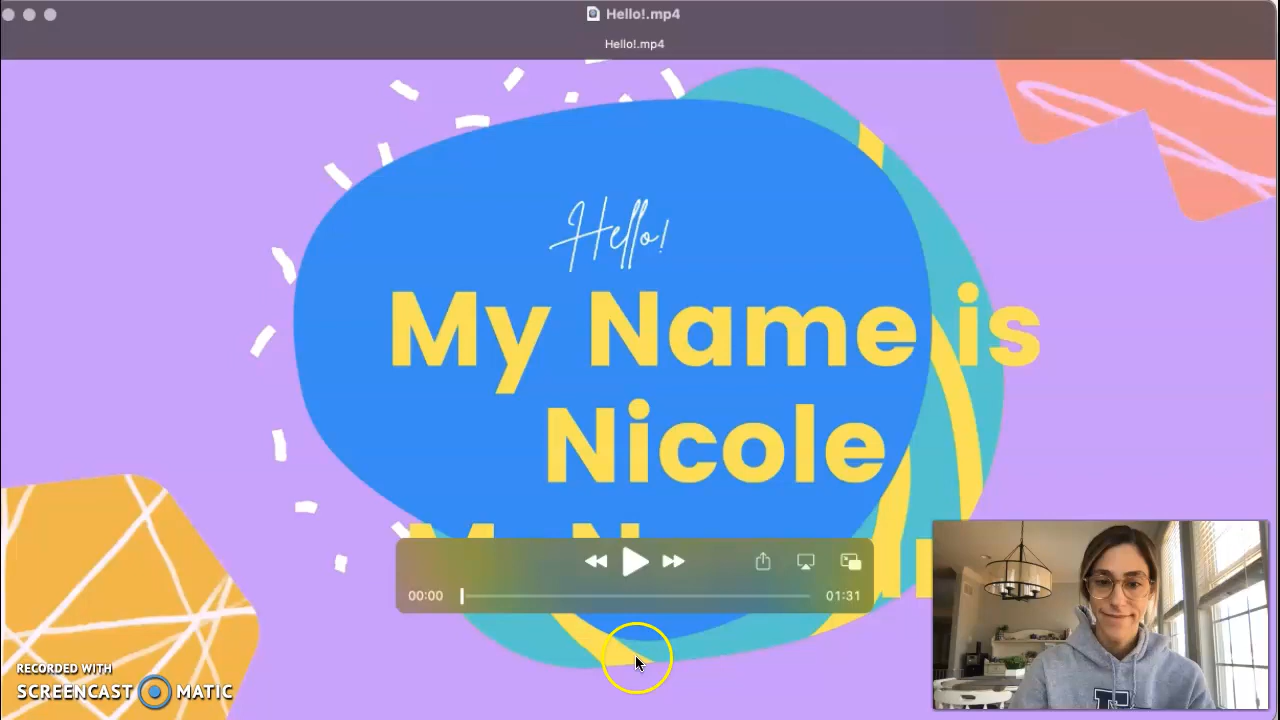 Hello!.mp4
Hello!.mp4
Hello!
My Name is
Nicole
00:00
01:31
RECORDED WITH
SCREENCAST MATIC